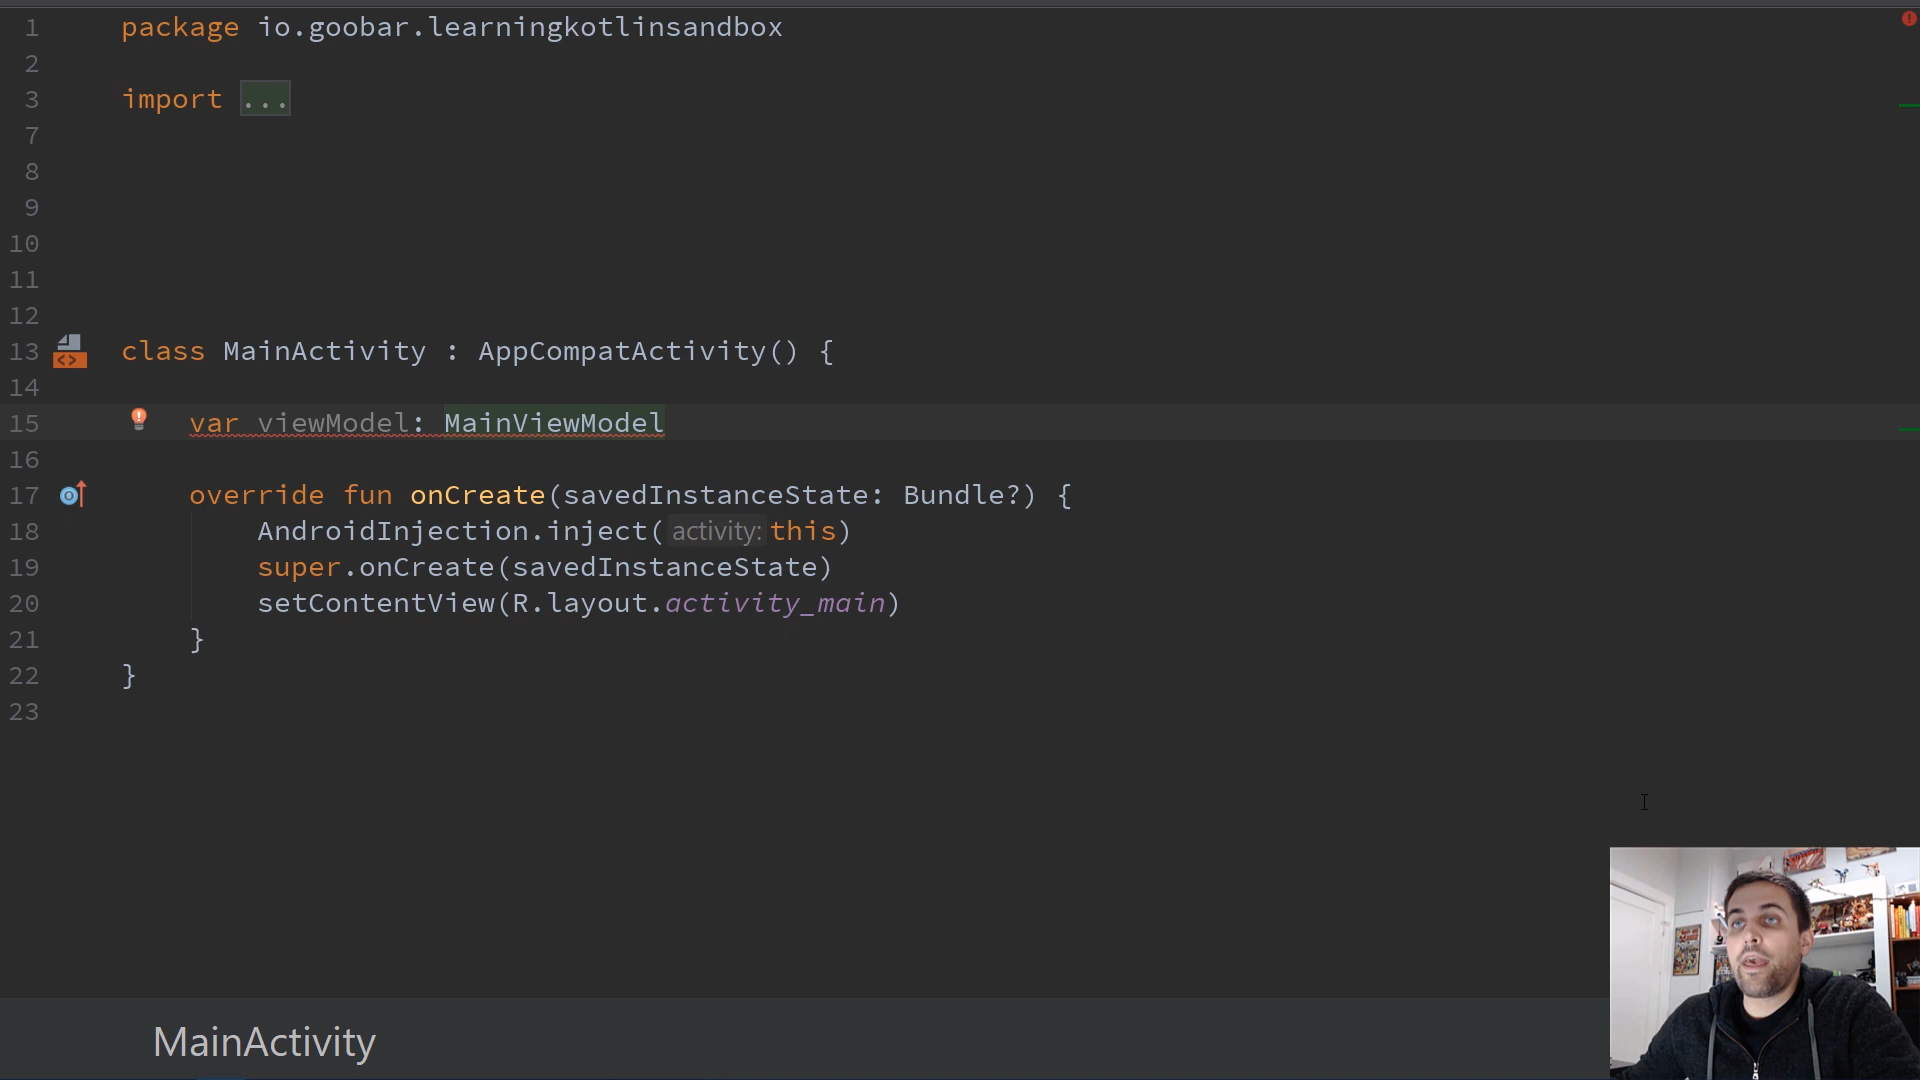 1 package io.goobar.learningkotlinsandbox
2
3 import ...
7
8
9
10
11
12
13 class MainActivity : AppCompatActivity() {
14
15 var viewModel: MainViewModel
16
17 override fun onCreate(savedInstanceState: Bundle?) {
18 AndroidInjection.inject( activity: this)
19 super.onCreate(savedInstanceState)
20 setContentView(R.layout.activity_main)
21 }
22 }
23
MainActivity